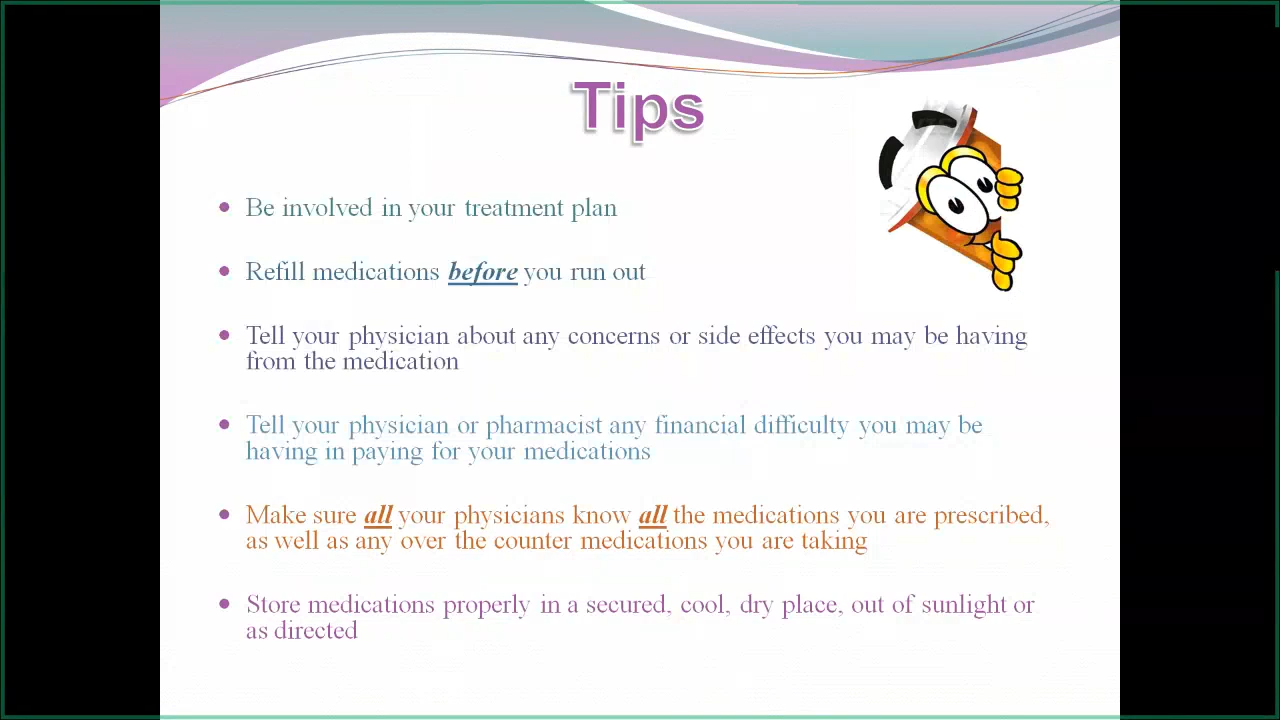 Tips
Be involved in your treatment plan
Refill medications before you run out
Tell your physician about any concerns or side effects you may be having
from the medication
Tell your physician or pharmacist any financial difficulty you may be
having in paying for your medications
Make sure all your physicians know all the medications you are prescribed,
as well as any over the counter medications you are taking
Store medications properly in a secured, cool, dry place, out of sunlight or
as directed